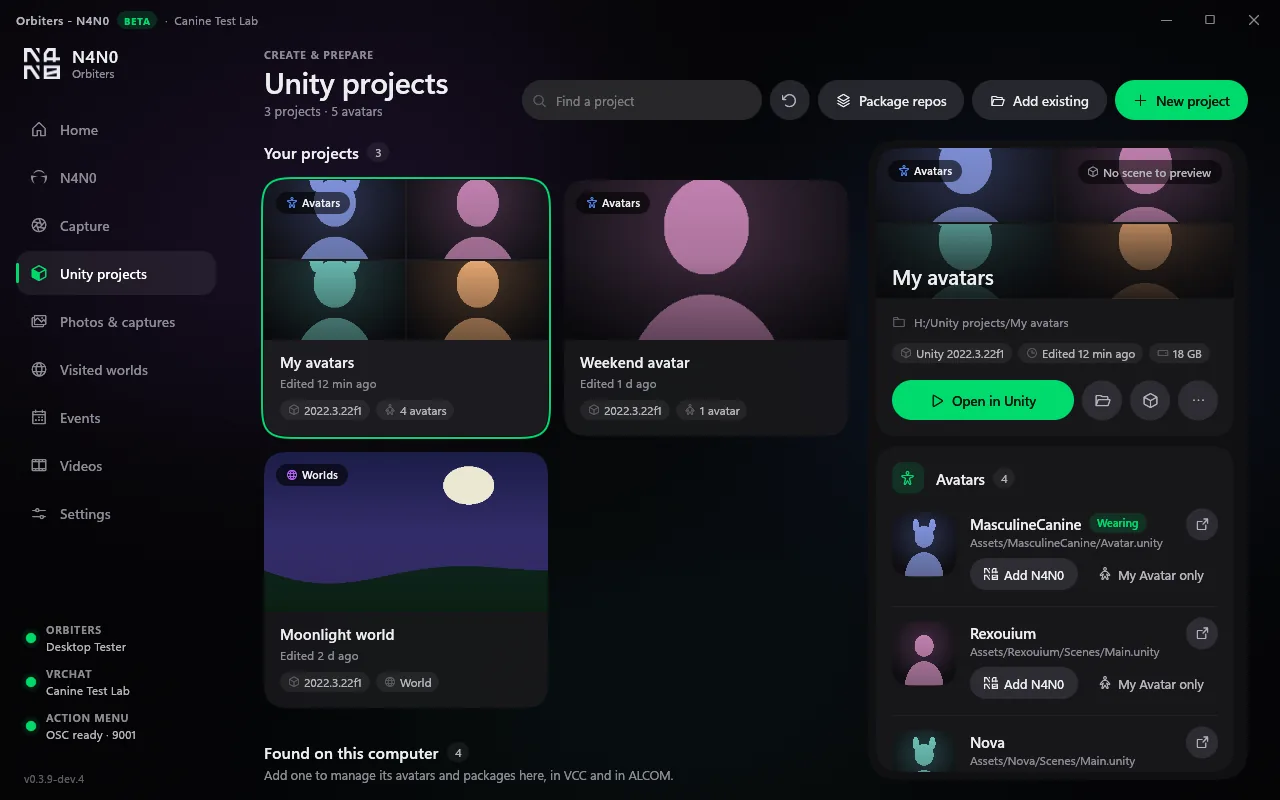 Orbiters - N4N0 BETA · Canine Test Lab
N4N0
Orbiters
Home
N4N0
Capture
Unity projects
Photos & captures
Visited worlds
Events
Videos
Settings
ORBITERS
Desktop Tester
VRCHAT
Canine Test Lab
ACTION MENU
OSC ready · 9001
v0.3.9-dev.4
CREATE & PREPARE
Unity projects
3 projects · 5 avatars
Find a project
Package repos
Add existing
New project
Your projects 3
Avatars
My avatars
Edited 12 min ago
2022.3.22f1 4 avatars
Avatars
Weekend avatar
Edited 1 d ago
2022.3.22f1 1 avatar
Worlds
Moonlight world
Edited 2 d ago
2022.3.22f1 World
Found on this computer 4
Add one to manage its avatars and packages here, in VCC and in ALCOM.
Avatars
No scene to preview
My avatars
H:/Unity projects/My avatars
Unity 2022.3.22f1 Edited 12 min ago 18 GB
Open in Unity
Avatars 4
MasculineCanine Wearing
Assets/MasculineCanine/Avatar.unity
Add N4N0 My Avatar only
Rexouium
Assets/Rexouium/Scenes/Main.unity
Add N4N0 My Avatar only
Nova
Assets/Nova/Scenes/Main.unity